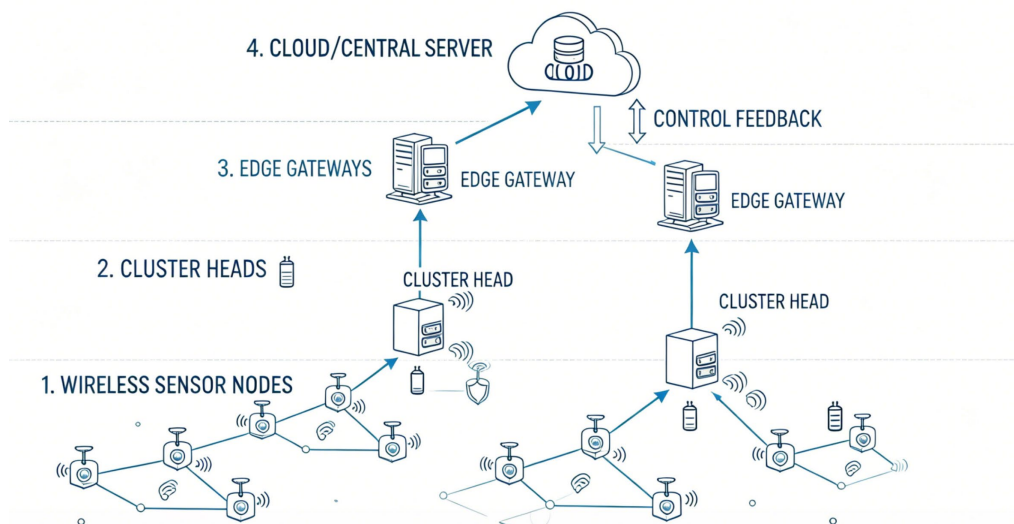 4. CLOUD/CENTRAL SERVER
CONTROL FEEDBACK
3. EDGE GATEWAYS
EDGE GATEWAY
EDGE GATEWAY
2. CLUSTER HEADS
CLUSTER HEAD
CLUSTER HEAD
1. WIRELESS SENSOR NODES